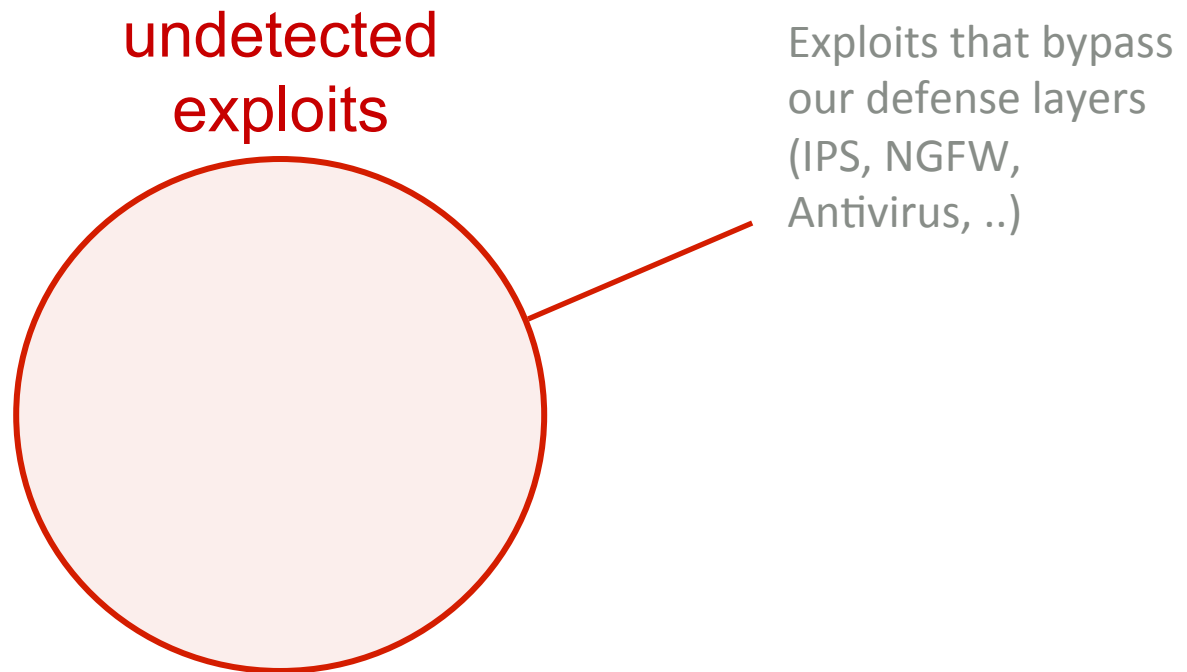 undetected
exploits
Exploits that bypass
our defense layers
(IPS, NGFW,
Antivirus, ..)